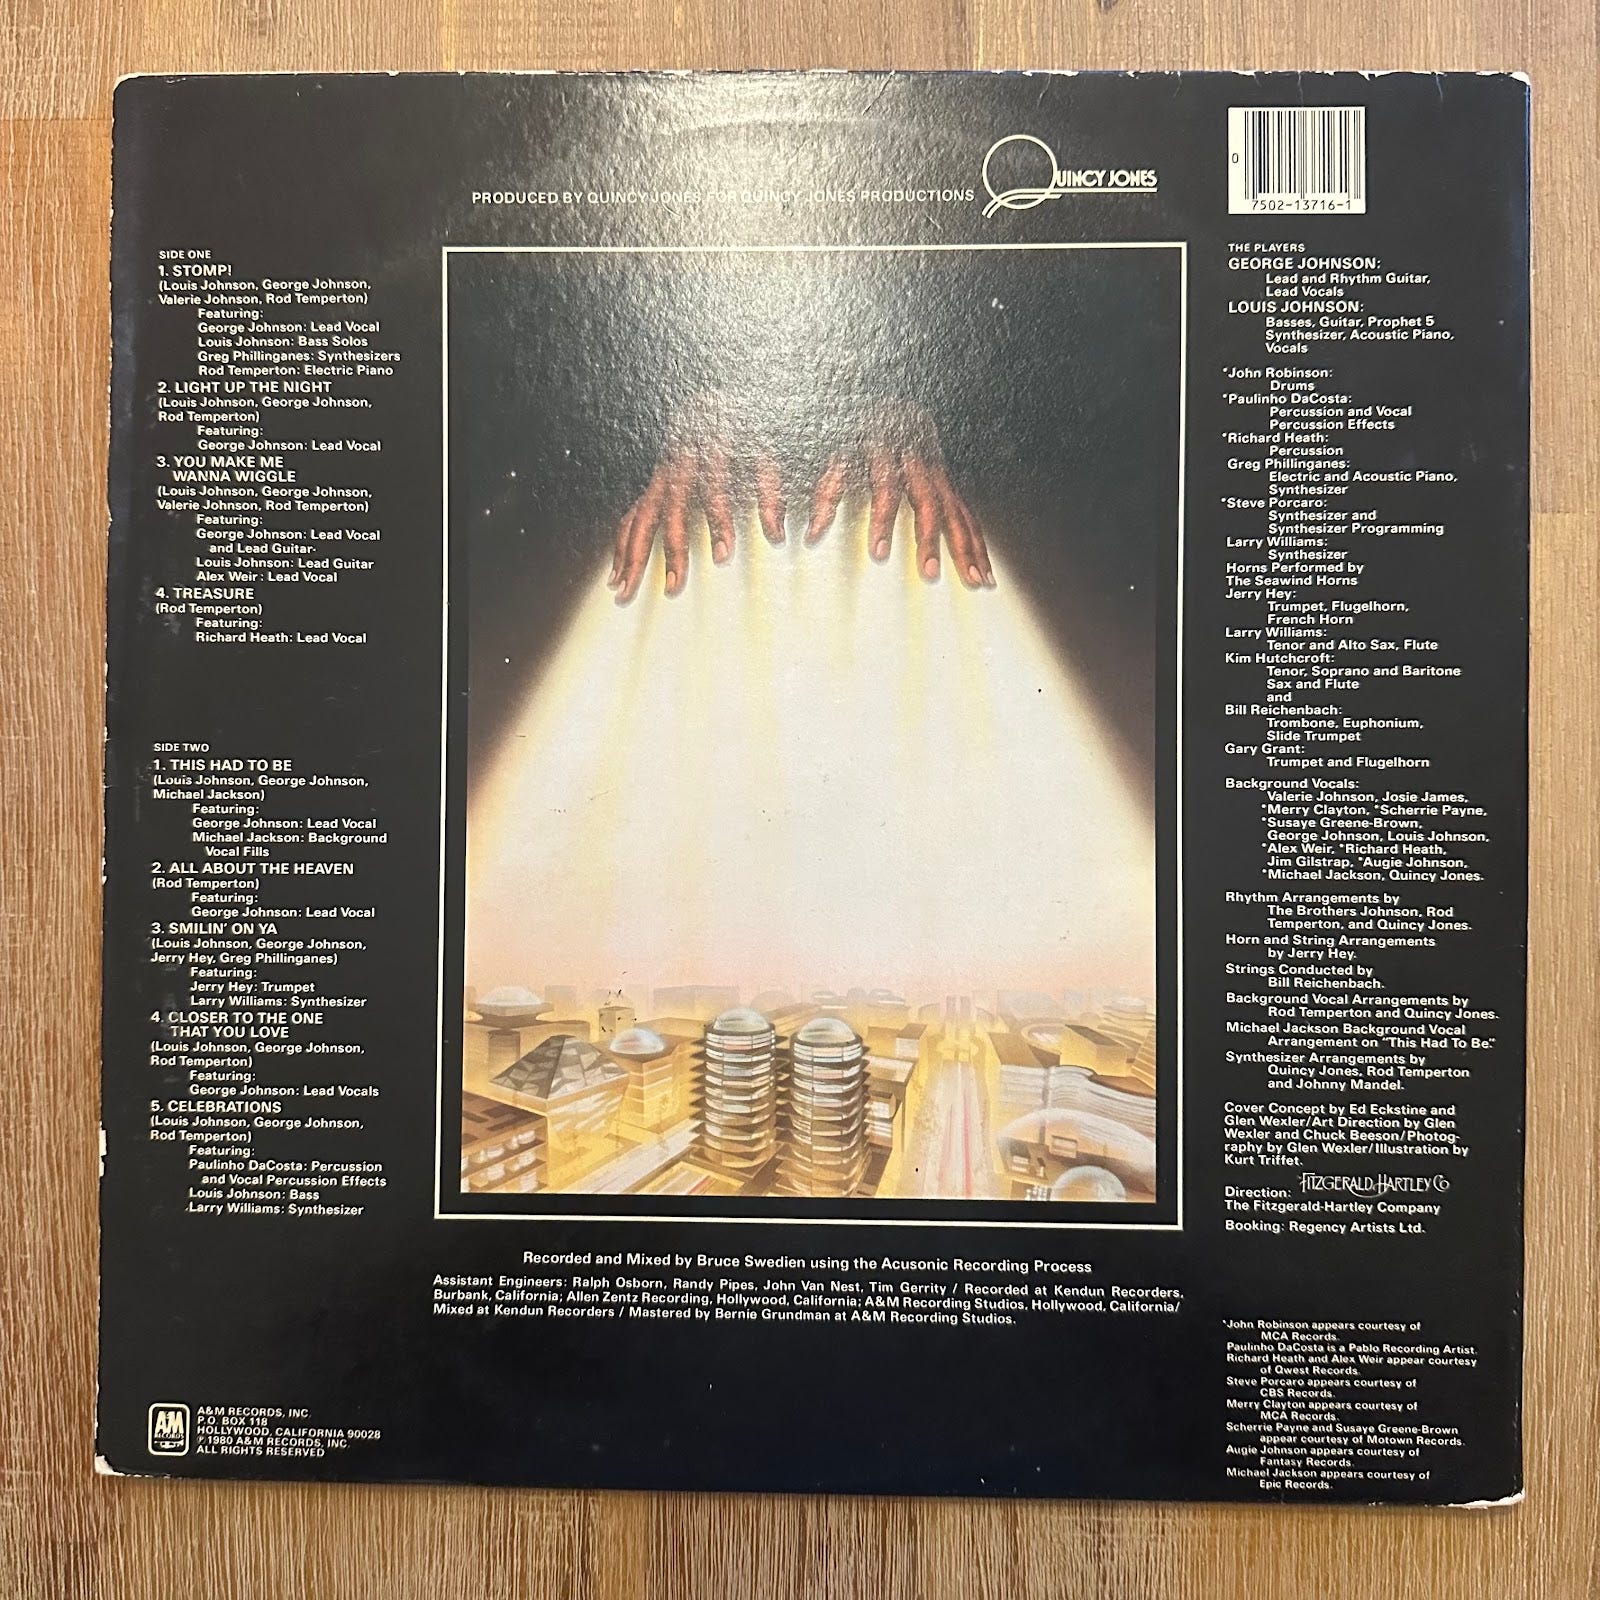 PRODUCED BY QUINCY JONES FOR QUINCY JONES PRODUCTIONS
QUINCY JONES
0
7502-13716-1
SIDE ONE
1. STOMP!
(Louis Johnson, George Johnson,
Valerie Johnson, Rod Temperton)
Featuring:
George Johnson: Lead Vocal
Louis Johnson: Bass Solos
Greg Phillinganes: Synthesizers
Rod Temperton: Electric Piano
2. LIGHT UP THE NIGHT
(Louis Johnson, George Johnson,
Rod Temperton)
Featuring:
George Johnson: Lead Vocal
3. YOU MAKE ME
WANNA WIGGLE
(Louis Johnson, George Johnson,
Valerie Johnson, Rod Temperton)
Featuring:
George Johnson: Lead Vocal
and Lead Guitar
Louis Johnson: Lead Guitar
Alex Weir: Lead Vocal
4. TREASURE
(Rod Temperton)
Featuring:
Richard Heath: Lead Vocal
SIDE TWO
1. THIS HAD TO BE
(Louis Johnson, George Johnson,
Michael Jackson)
Featuring:
George Johnson: Lead Vocal
Michael Jackson: Background
Vocal Fills
2. ALL ABOUT THE HEAVEN
(Rod Temperton)
Featuring:
George Johnson: Lead Vocal
3. SMILIN' ON YA
(Louis Johnson, George Johnson,
Jerry Hey, Greg Phillinganes)
Featuring:
Jerry Hey: Trumpet
Larry Williams: Synthesizer
4. CLOSER TO THE ONE
THAT YOU LOVE
(Louis Johnson, George Johnson,
Rod Temperton)
Featuring:
George Johnson: Lead Vocals
5. CELEBRATIONS
(Louis Johnson, George Johnson,
Rod Temperton)
Featuring:
Paulinho DaCosta: Percussion
and Vocal Percussion Effects
Louis Johnson: Bass
Larry Williams: Synthesizer
THE PLAYERS
GEORGE JOHNSON:
Lead and Rhythm Guitar,
Lead Vocals
LOUIS JOHNSON:
Basses, Guitar, Prophet 5
Synthesizer, Acoustic Piano,
Vocals
*John Robinson:
Drums
*Paulinho DaCosta:
Percussion and Vocal
Percussion Effects
*Richard Heath:
Percussion
Greg Phillinganes:
Electric and Acoustic Piano,
Synthesizer
*Steve Porcaro:
Synthesizer and
Synthesizer Programming
Larry Williams:
Synthesizer
Horns Performed by
The Seawind Horns
Jerry Hey:
Trumpet, Flugelhorn,
French Horn
Larry Williams:
Tenor and Alto Sax, Flute
Kim Hutchcroft:
Tenor, Soprano and Baritone
Sax and Flute
and
Bill Reichenbach:
Trombone, Euphonium,
Slide Trumpet
Gary Grant:
Trumpet and Flugelhorn
Background Vocals:
Valerie Johnson, Josie James,
*Merry Clayton, *Scherrie Payne,
*Susaye Greene-Brown,
George Johnson, Louis Johnson,
*Alex Weir, *Richard Heath,
Jim Gilstrap, *Augie Johnson,
*Michael Jackson, Quincy Jones.
Rhythm Arrangements by
The Brothers Johnson, Rod
Temperton, and Quincy Jones.
Horn and String Arrangements
by Jerry Hey.
Strings Conducted by
Bill Reichenbach.
Background Vocal Arrangements by
Rod Temperton and Quincy Jones.
Michael Jackson Background Vocal
Arrangement on "This Had To Be."
Synthesizer Arrangements by
Quincy Jones, Rod Temperton
and Johnny Mandel.
Cover Concept by Ed Eckstine and
Glen Wexler/Art Direction by Glen
Wexler and Chuck Beeson/Photog-
raphy by Glen Wexler/Illustration by
Kurt Triffet.
FITZGERALD HARTLEY Co
Direction:
The Fitzgerald-Hartley Company
Booking: Regency Artists Ltd.
Recorded and Mixed by Bruce Swedien using the Acusonic Recording Process
Assistant Engineers: Ralph Osborn, Randy Pipes, John Van Nest, Tim Gerrity / Recorded at Kendun Recorders,
Burbank, California; Allen Zentz Recording, Hollywood, California; A&M Recording Studios, Hollywood, California/
Mixed at Kendun Recorders / Mastered by Bernie Grundman at A&M Recording Studios.
*John Robinson appears courtesy of
MCA Records.
Paulinho DaCosta is a Pablo Recording Artist.
Richard Heath and Alex Weir appear courtesy
of Qwest Records.
Steve Porcaro appears courtesy of
CBS Records.
Merry Clayton appears courtesy of
MCA Records.
Scherrie Payne and Susaye Greene-Brown
appear courtesy of Motown Records.
Augie Johnson appears courtesy of
Fantasy Records.
Michael Jackson appears courtesy of
Epic Records.
A&M
RECORDS
A&M RECORDS, INC.
P.O. BOX 118
HOLLYWOOD, CALIFORNIA 90028
℗1980 A&M RECORDS, INC.
ALL RIGHTS RESERVED